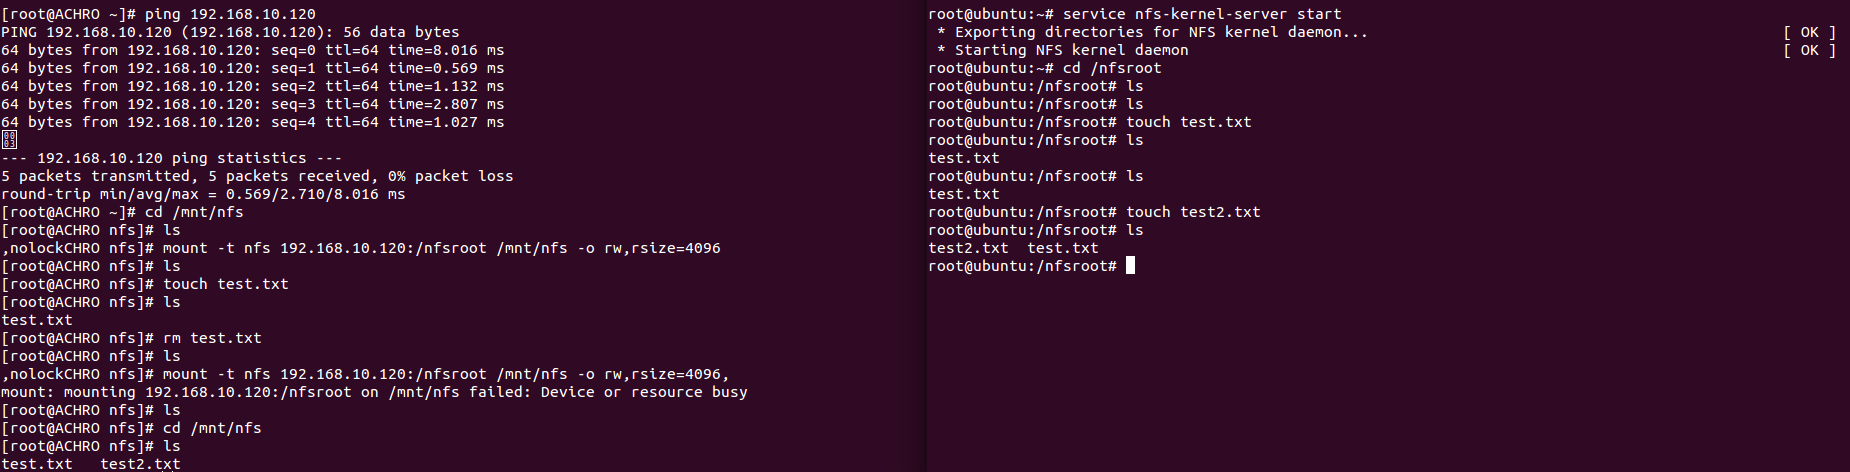 [root@ACHRO ~]# ping 192.168.10.120
PING 192.168.10.120 (192.168.10.120): 56 data bytes
64 bytes from 192.168.10.120: seq=0 ttl=64 time=8.016 ms
64 bytes from 192.168.10.120: seq=1 ttl=64 time=0.569 ms
64 bytes from 192.168.10.120: seq=2 ttl=64 time=1.132 ms
64 bytes from 192.168.10.120: seq=3 ttl=64 time=2.807 ms
64 bytes from 192.168.10.120: seq=4 ttl=64 time=1.027 ms
--- 192.168.10.120 ping statistics ---
5 packets transmitted, 5 packets received, 0% packet loss
round-trip min/avg/max = 0.569/2.710/8.016 ms
[root@ACHRO ~]# cd /mnt/nfs
[root@ACHRO nfs]# ls
,nolockCHRO nfs]# mount -t nfs 192.168.10.120:/nfsroot /mnt/nfs -o rw,rsize=4096
[root@ACHRO nfs]# ls
[root@ACHRO nfs]# touch test.txt
[root@ACHRO nfs]# ls
test.txt
[root@ACHRO nfs]# rm test.txt
[root@ACHRO nfs]# ls
,nolockCHRO nfs]# mount -t nfs 192.168.10.120:/nfsroot /mnt/nfs -o rw,rsize=4096,
mount: mounting 192.168.10.120:/nfsroot on /mnt/nfs failed: Device or resource busy
[root@ACHRO nfs]# ls
[root@ACHRO nfs]# cd /mnt/nfs
[root@ACHRO nfs]# ls
test.txt   test2.txt
root@ubuntu:~# service nfs-kernel-server start
 * Exporting directories for NFS kernel daemon... [ OK ]
 * Starting NFS kernel daemon [ OK ]
root@ubuntu:~# cd /nfsroot
root@ubuntu:/nfsroot# ls
root@ubuntu:/nfsroot# ls
root@ubuntu:/nfsroot# touch test.txt
root@ubuntu:/nfsroot# ls
test.txt
root@ubuntu:/nfsroot# ls
test.txt
root@ubuntu:/nfsroot# touch test2.txt
root@ubuntu:/nfsroot# ls
test2.txt  test.txt
root@ubuntu:/nfsroot#